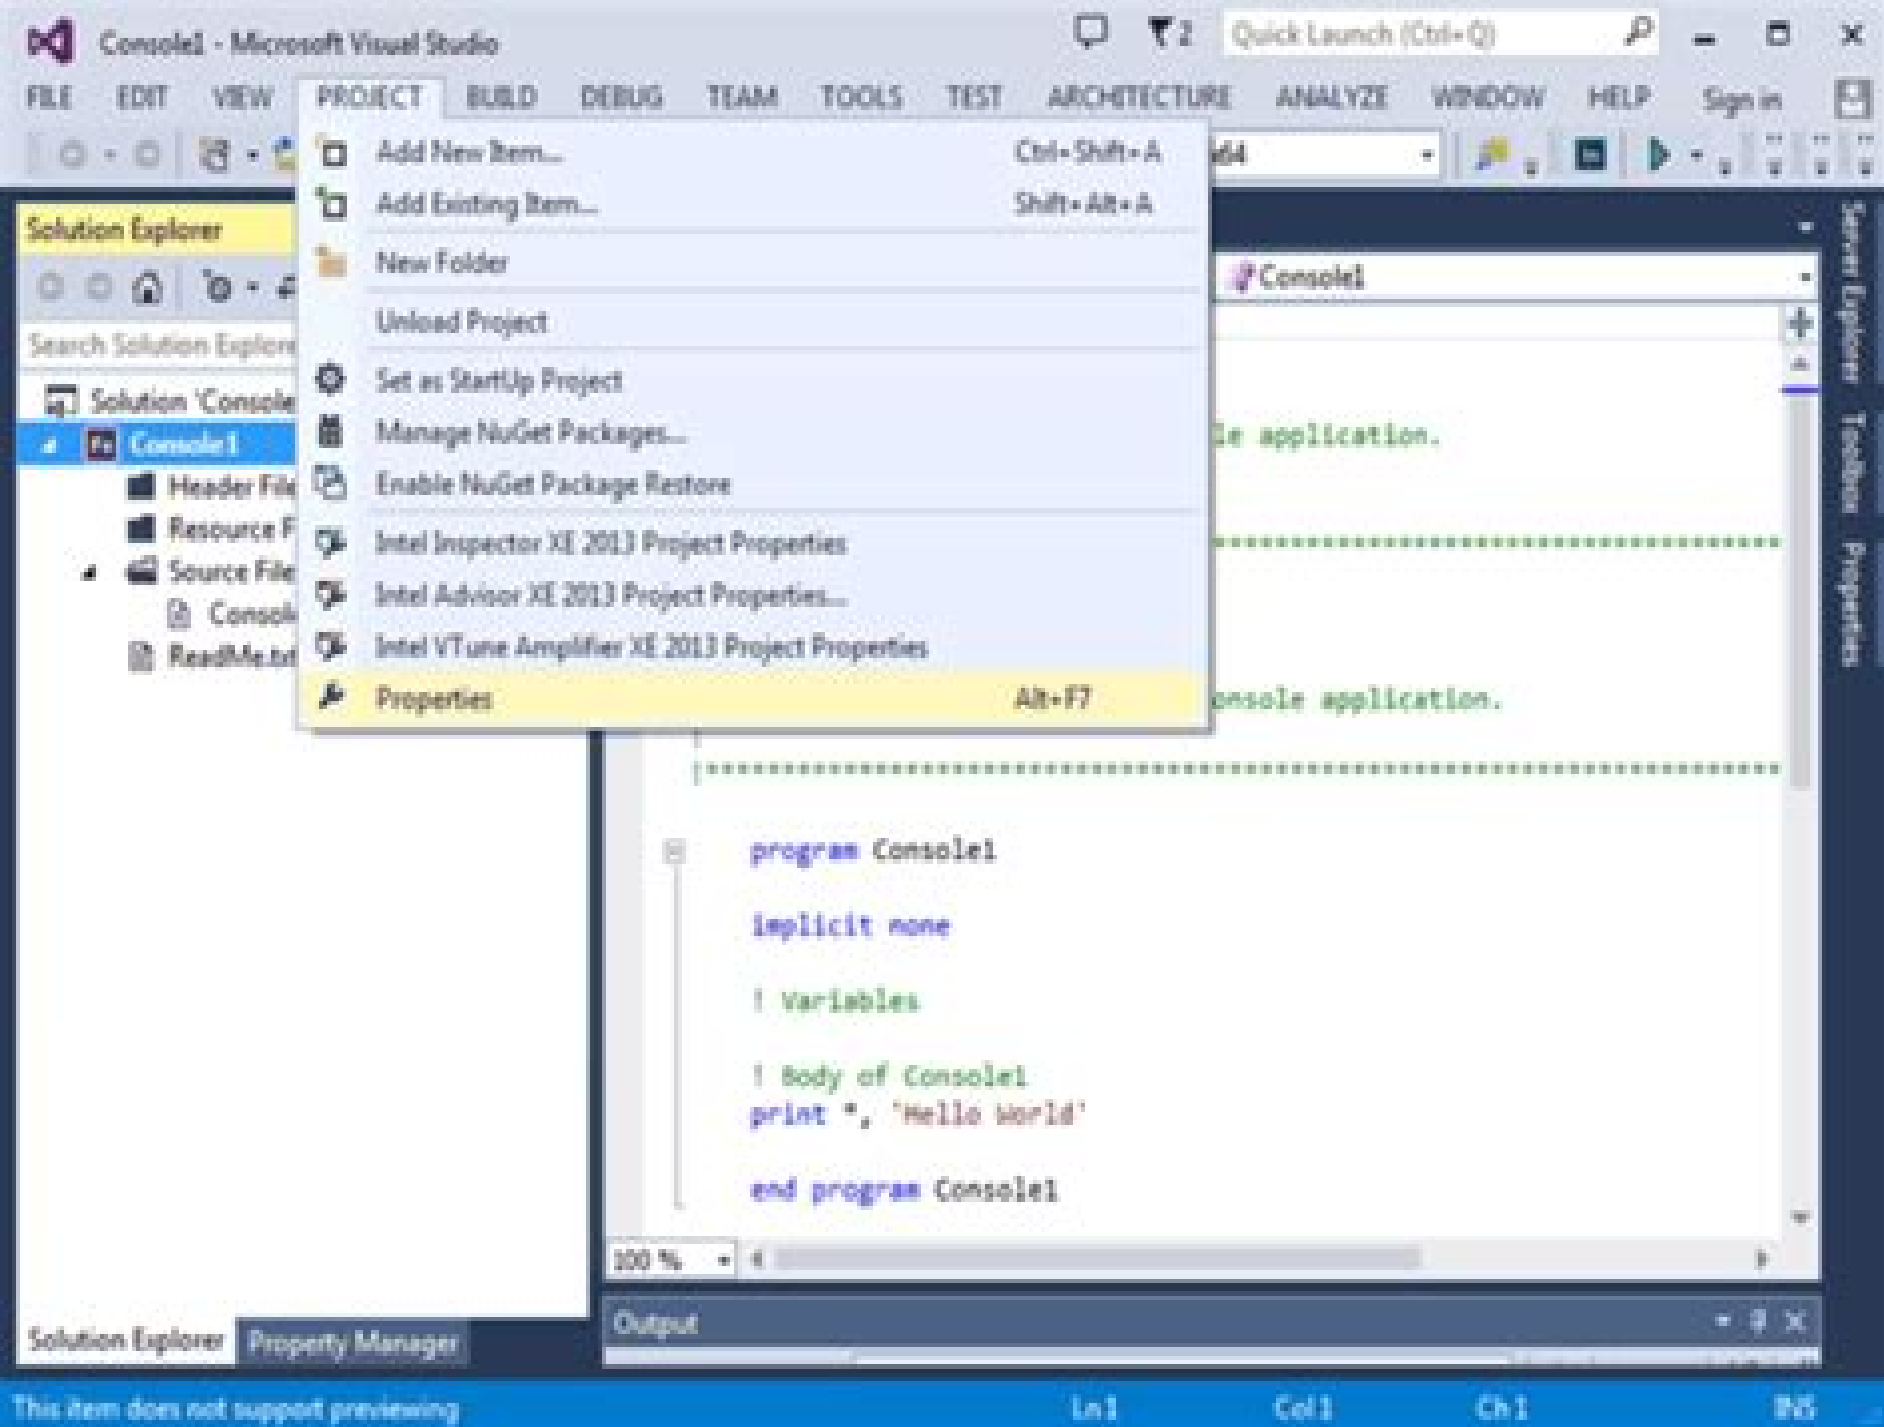 Console1 - Microsoft Visual Studio
2
Quick Launch (Ctrl+Q)
FILE EDIT VIEW PROJECT BUILD DEBUG TEAM TOOLS TEST ARCHITECTURE ANALYZE WINDOW HELP Sign in
Add New Item... Ctrl+Shift+A
Add Existing Item... Shift+Alt+A
New Folder
Unload Project
Set as StartUp Project
Manage NuGet Packages...
Enable NuGet Package Restore
Intel Inspector XE 2013 Project Properties
Intel Advisor XE 2013 Project Properties...
Intel VTune Amplifier XE 2013 Project Properties
Properties Alt+F7
x64
Solution Explorer
Search Solution Explore
Solution 'Console
Console1
Header File
Resource F
Source File
Consol
ReadMe.txt
Console1
le application.
****************************************
onsole application.
program Console1
implicit none
! Variables
! Body of Console1
print *, 'Hello World'
end program Console1
100 %
Output
Server Explorer
Toolbox
Properties
Solution Explorer Property Manager
This item does not support previewing Ln 1 Col 1 Ch 1 INS